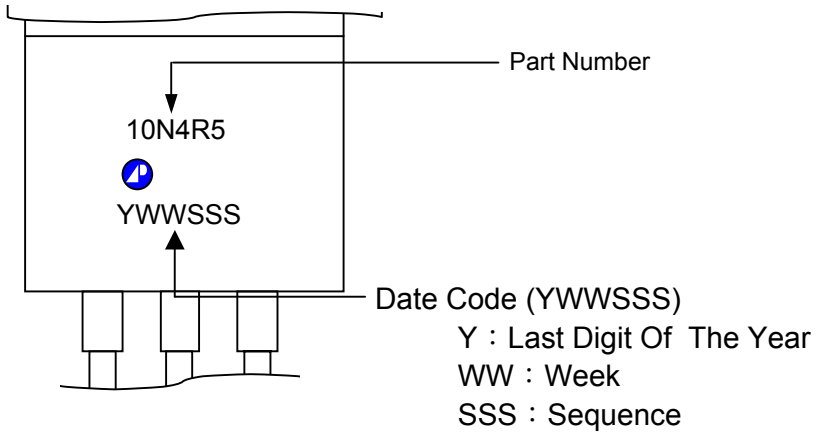 Part Number
10N4R5
YWWSSS
Date Code (YWWSSS)
Y：Last Digit Of The Year
WW：Week
SSS：Sequence